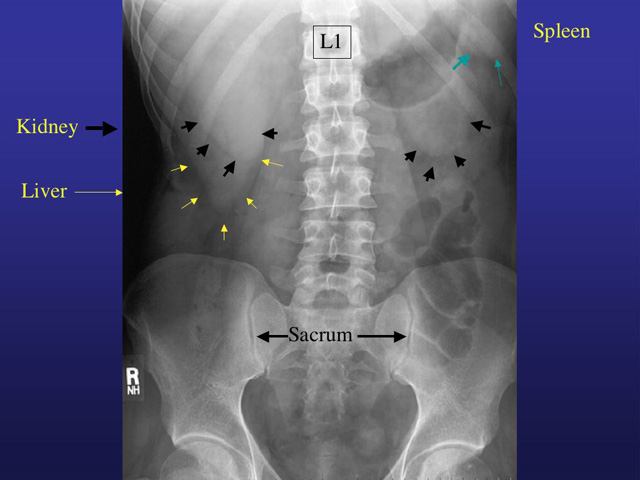 Spleen
L1
Kidney
Liver
Sacrum
R
NH